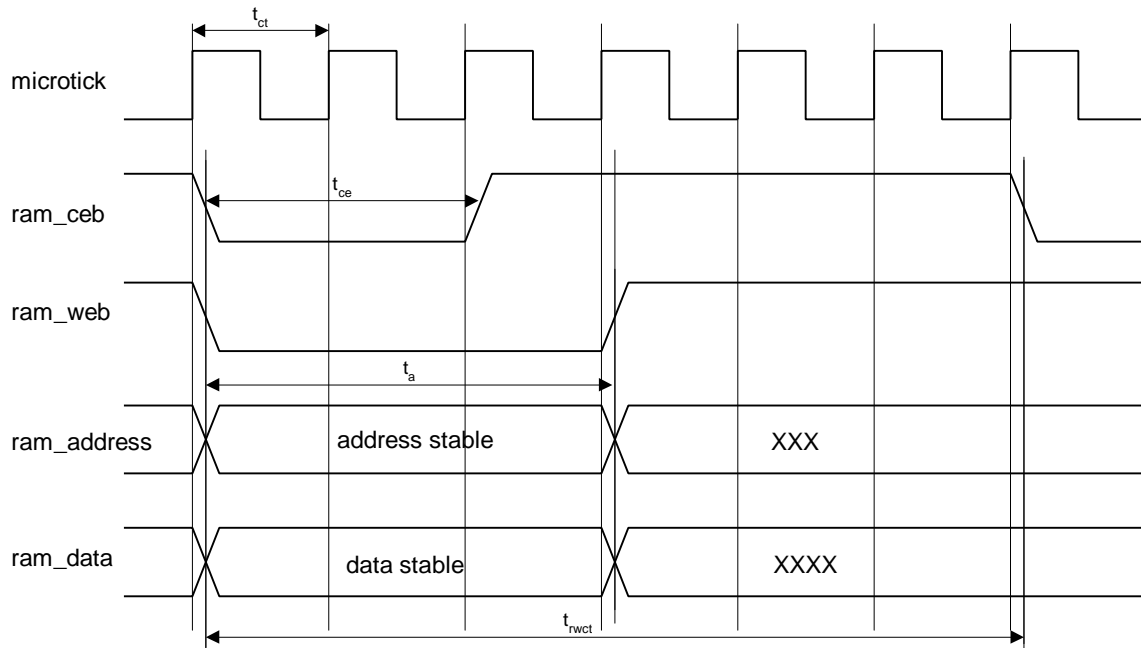 t_ct
microtick
t_ce
ram_ceb
ram_web
t_a
ram_address address stable XXX
ram_data data stable XXXX
t_rwct